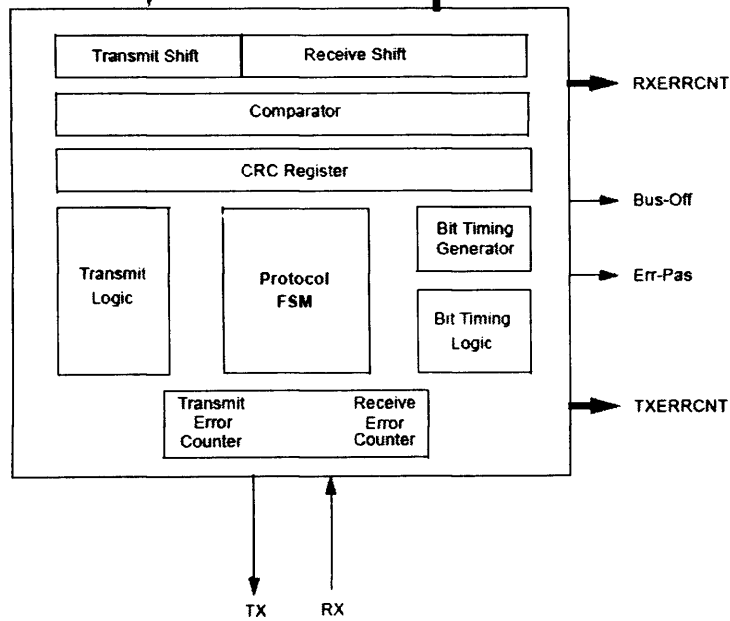 Transmit Shift
Receive Shift
RXERRCNT
Comparator
CRC Register
Bus-Off
Transmit
Logic
Protocol
FSM
Bit Timing
Generator
Err-Pas
Bit Timing
Logic
Transmit
Error
Counter
Receive
Error
Counter
TXERRCNT
TX
RX